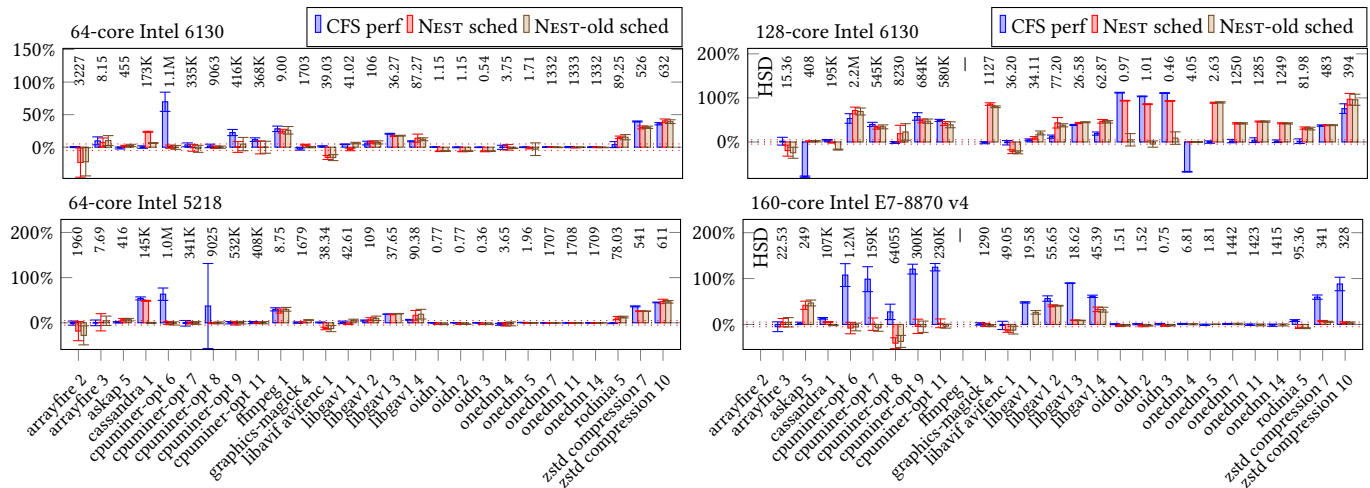 64-core Intel 6130
CFS perf NEST sched NEST-old sched
150%
100%
50%
0%
3227 8.15 455 173K 1.1M 335K 9063 416K 368K 9.00 1703 39.03 41.02 106 36.27 87.27 1.15 1.15 0.54 3.75 1.71 1332 1333 1332 89.25 526 632
128-core Intel 6130
CFS perf NEST sched NEST-old sched
200%
100%
0%
HSD 15.36 408 195K 2.2M 545K 8230 684K 580K — 1127 36.20 34.11 77.20 26.58 62.87 0.97 1.01 0.46 4.05 2.63 1250 1285 1249 81.98 483 394
64-core Intel 5218
200%
100%
0%
1960 7.69 416 145K 1.0M 341K 9025 532K 408K 8.75 1679 38.34 42.61 109 37.65 90.38 0.77 0.77 0.36 3.65 1.96 1707 1708 1709 78.03 541 611
arrayfire 2
arrayfire 3
askap 5
cassandra 1
cpuminer-opt 6
cpuminer-opt 7
cpuminer-opt 8
cpuminer-opt 9
cpuminer-opt 11
ffmpeg 1
graphics-magick 4
libavif avifenc 1
libgav1 1
libgav1 2
libgav1 3
libgav1 4
oidn 1
oidn 2
oidn 3
onednn 4
onednn 5
onednn 7
onednn 11
onednn 14
rodinia 5
zstd compression 7
zstd compression 10
160-core Intel E7-8870 v4
200%
100%
0%
HSD 22.53 249 107K 1.2M 159K 64055 300K 230K — 1290 49.05 19.58 55.65 18.62 45.39 1.51 1.52 0.75 6.81 1.81 1442 1423 1415 95.36 341 328
arrayfire 2
arrayfire 3
askap 5
cassandra 1
cpuminer-opt 6
cpuminer-opt 7
cpuminer-opt 8
cpuminer-opt 9
cpuminer-opt 11
ffmpeg 1
graphics-magick 4
libavif avifenc 1
libgav1 1
libgav1 2
libgav1 3
libgav1 4
oidn 1
oidn 2
oidn 3
onednn 4
onednn 5
onednn 7
onednn 11
onednn 14
rodinia 5
zstd compression 7
zstd compression 10